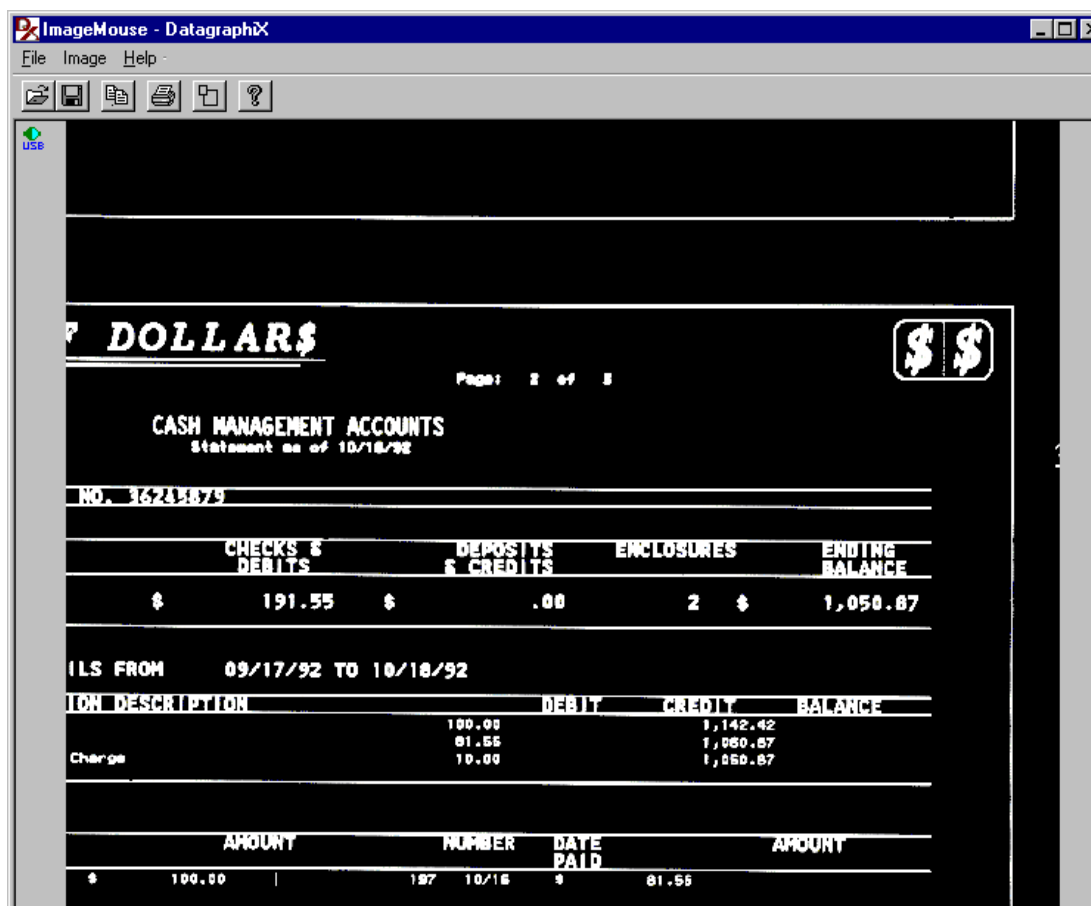 ImageMouse - DatagraphiX
File Image Help
USB
F DOLLAR$
$ $
Page: 2 of
CASH MANAGEMENT ACCOUNTS
Statement as of 10/18/92
NO. 36245879
CHECKS & DEPOSITS ENCLOSURES ENDING
DEBITS & CREDITS BALANCE
$ 191.55 $ .00 2 $ 1,050.87
ILS FROM 09/17/92 TO 10/18/92
ION DESCRIPTION DEBIT CREDIT BALANCE
100.00 1,142.42
81.55 1,060.87
Charge 10.00 1,050.87
AMOUNT NUMBER DATE AMOUNT
PAID
$ 100.00 197 10/16 $ 81.55